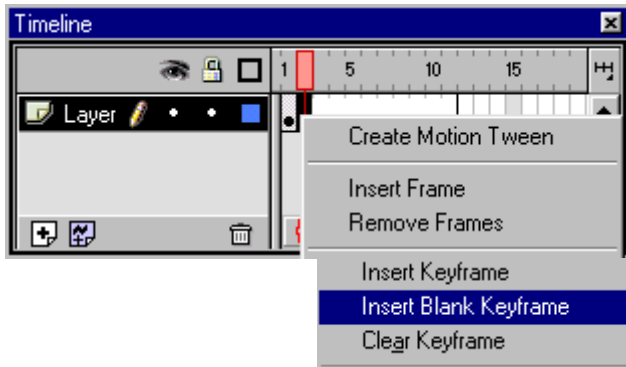 Timeline
1 5 10 15
Layer
Create Motion Tween
Insert Frame
Remove Frames
Insert Keyframe
Insert Blank Keyframe
Clear Keyframe